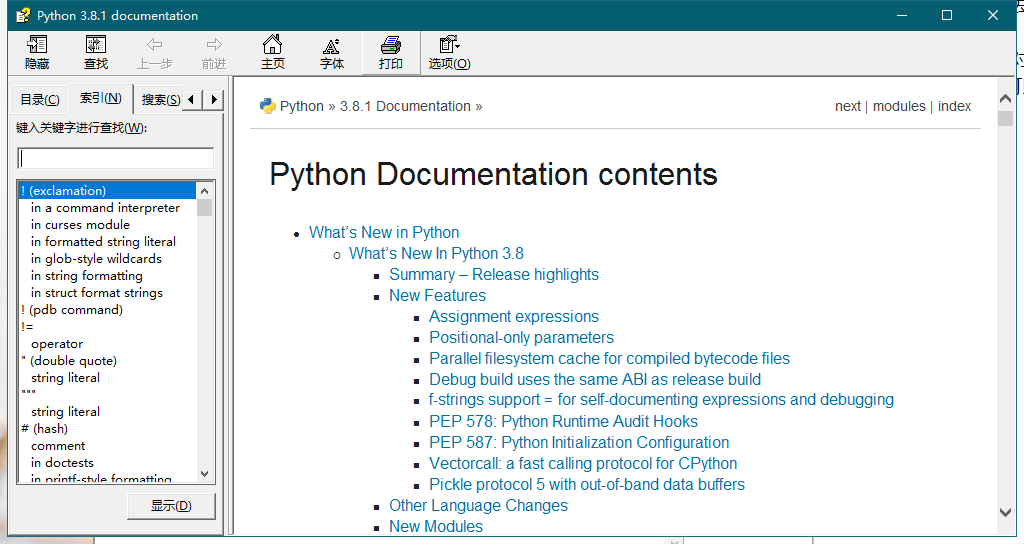 Python 3.8.1 documentation
隐藏 查找 上一步 前进 主页 字体 打印 选项(O)
目录(C) 索引(N) 搜索(S)
键入关键字进行查找(W):
! (exclamation)
in a command interpreter
in curses module
in formatted string literal
in glob-style wildcards
in string formatting
in struct format strings
! (pdb command)
!=
operator
" (double quote)
string literal
"""
string literal
# (hash)
comment
in doctests
in printf-style formatting
显示(D)
Python » 3.8.1 Documentation »
next | modules | index
Python Documentation contents
• What's New in Python
○ What's New In Python 3.8
▪ Summary – Release highlights
▪ New Features
▪ Assignment expressions
▪ Positional-only parameters
▪ Parallel filesystem cache for compiled bytecode files
▪ Debug build uses the same ABI as release build
▪ f-strings support = for self-documenting expressions and debugging
▪ PEP 578: Python Runtime Audit Hooks
▪ PEP 587: Python Initialization Configuration
▪ Vectorcall: a fast calling protocol for CPython
▪ Pickle protocol 5 with out-of-band data buffers
▪ Other Language Changes
▪ New Modules